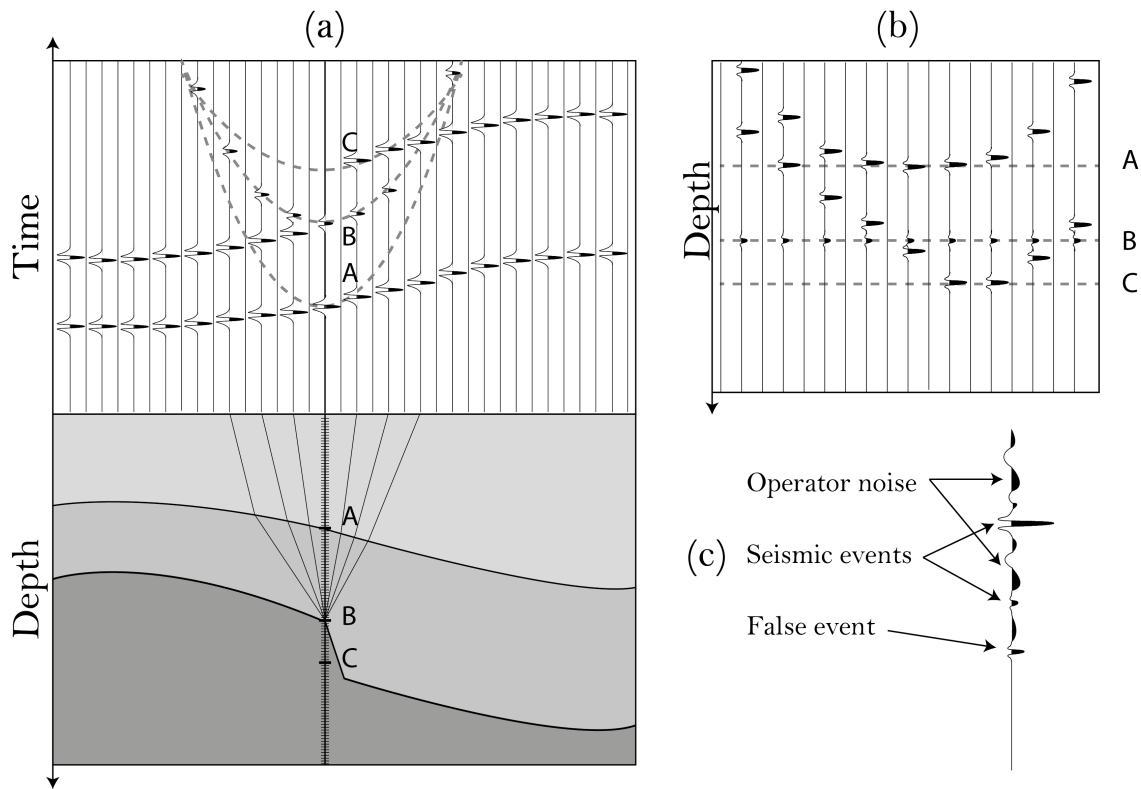 (a)
(b)
Time
C
B
A
Depth
A
B
C
Depth
A
B
C
(c)
Operator noise
Seismic events
False event